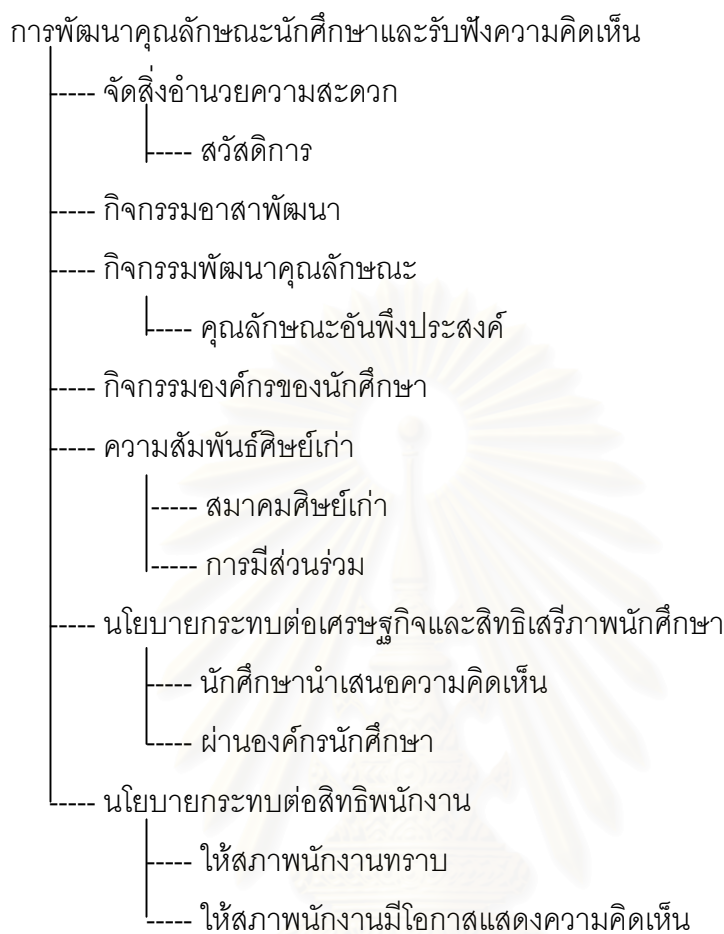 การพัฒนาคุณลักษณะนักศึกษาและรับฟังความคิดเห็น
----- จัดสิ่งอำนวยความสะดวก
----- สวัสดิการ
----- กิจกรรมอาสาพัฒนา
----- กิจกรรมพัฒนาคุณลักษณะ
----- คุณลักษณะอันพึงประสงค์
----- กิจกรรมองค์กรของนักศึกษา
----- ความสัมพันธ์ศิษย์เก่า
----- สมาคมศิษย์เก่า
----- การมีส่วนร่วม
----- นโยบายกระทบต่อเศรษฐกิจและสิทธิเสรีภาพนักศึกษา
----- นักศึกษานำเสนอความคิดเห็น
----- ผ่านองค์กรนักศึกษา
----- นโยบายกระทบต่อสิทธิพนักงาน
----- ให้สภาพนักงานทราบ
----- ให้สภาพนักงานมีโอกาสแสดงความคิดเห็น